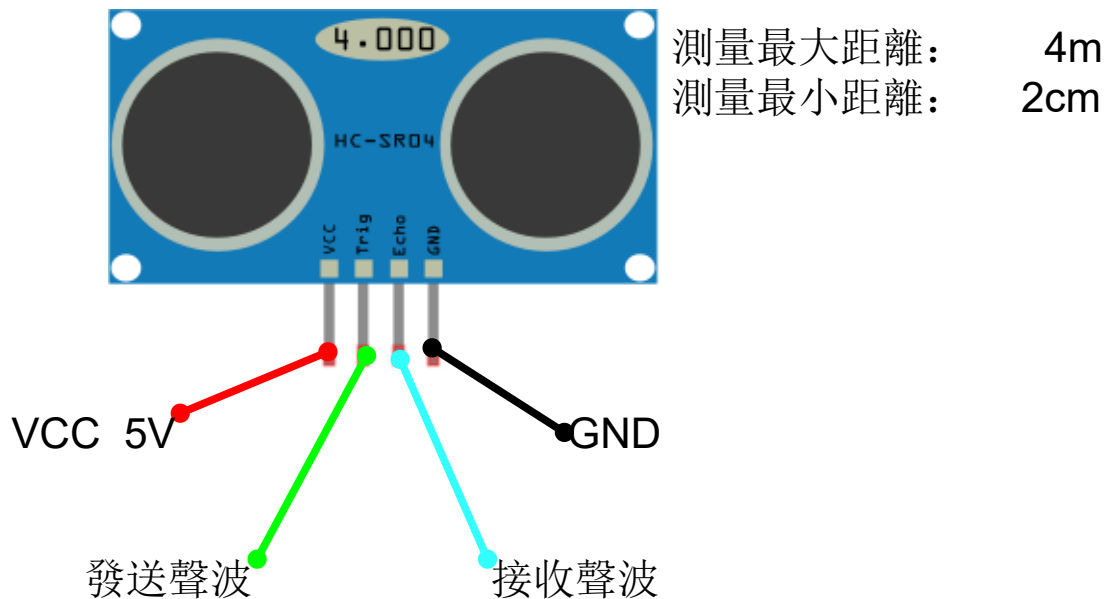 4.000
測量最大距離： 4m
測量最小距離： 2cm
HC-SR04
VCC
Trig
Echo
GND
VCC 5V
GND
發送聲波
接收聲波